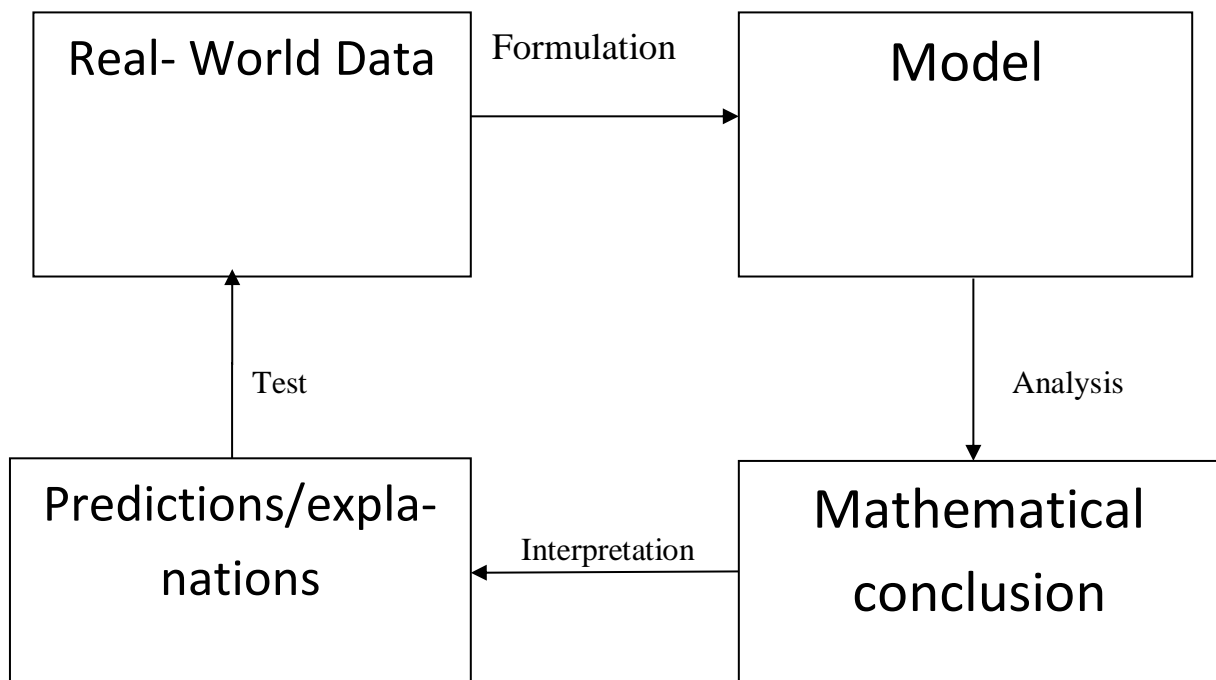 Real- World Data
Formulation
Model
Test
Analysis
Predictions/expla-
nations
Interpretation
Mathematical
conclusion